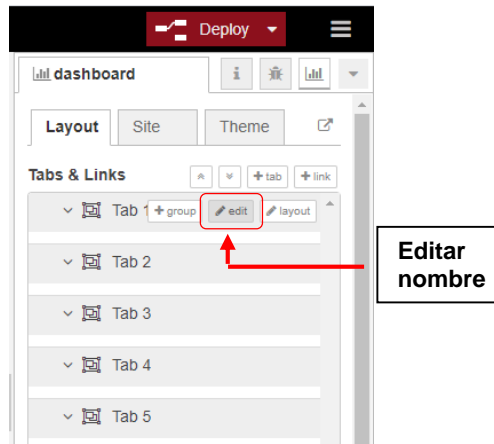 Deploy
dashboard i
Layout Site Theme
Tabs & Links +tab +link
Tab 1 +group edit layout
Tab 2
Editar
nombre
Tab 3
Tab 4
Tab 5